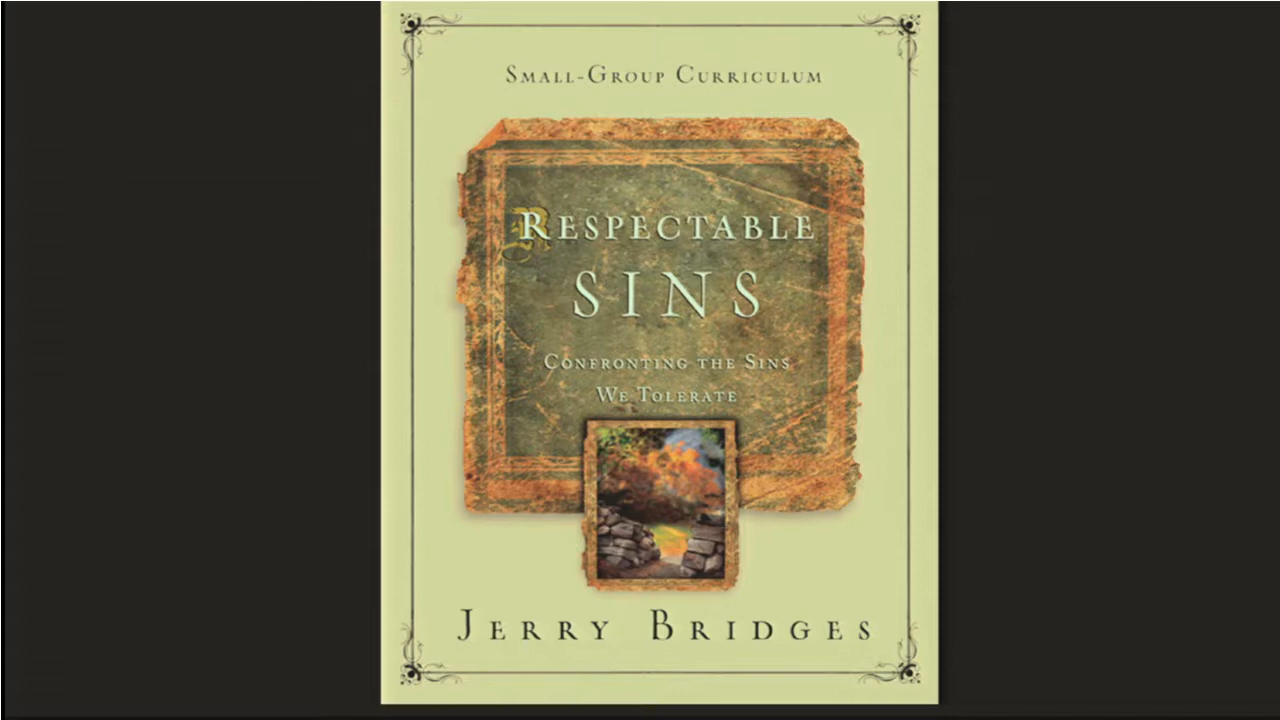 Small-Group Curriculum
Respectable
Sins
Confronting the Sins
We Tolerate
Jerry Bridges